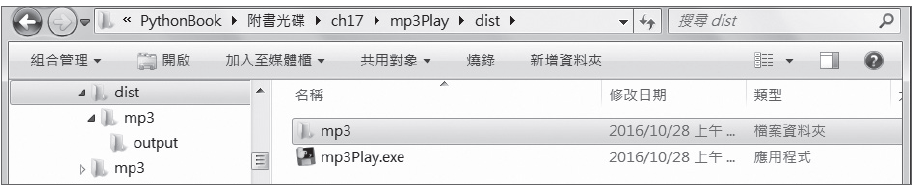 « PythonBook ▸ 附書光碟 ▸ ch17 ▸ mp3Play ▸ dist ▸
搜尋 dist
組合管理 ▾ 開啟 加入至媒體櫃 ▾ 共用對象 ▾ 燒錄 新增資料夾
dist
mp3
output
mp3
名稱 修改日期 類型
mp3 2016/10/28 上午 ... 檔案資料夾
mp3Play.exe 2016/10/28 上午 ... 應用程式